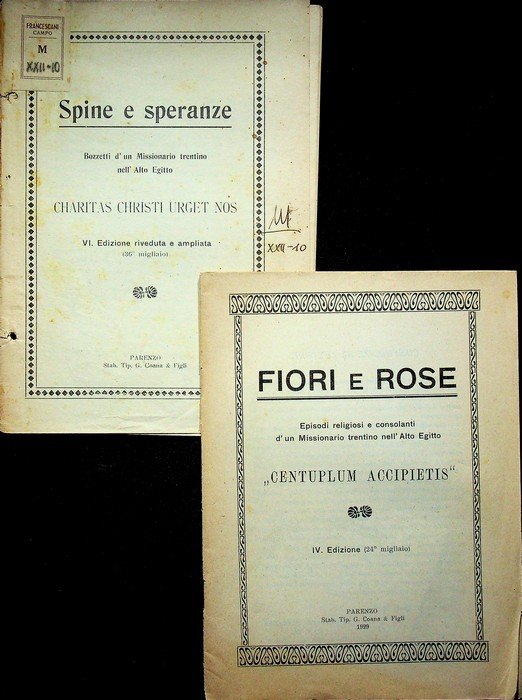 FRANCESCANI
CAMPO
M
XXII-10
Spine e speranze
Bozzetti d'un Missionario trentino
nell'Alto Egitto
CHARITAS CHRISTI URGET NOS
VI. Edizione riveduta e ampliata
(36° migliaio)
PARENZO
Stab. Tip. G. Coana & Figli
M
XXII-10
FIORI E ROSE
Episodi religiosi e consolanti
d'un Missionario trentino nell'Alto Egitto
„CENTUPLUM ACCIPIETIS“
IV. Edizione (24° migliaio)
PARENZO
Stab. Tip. G. Coana & Figli
1929